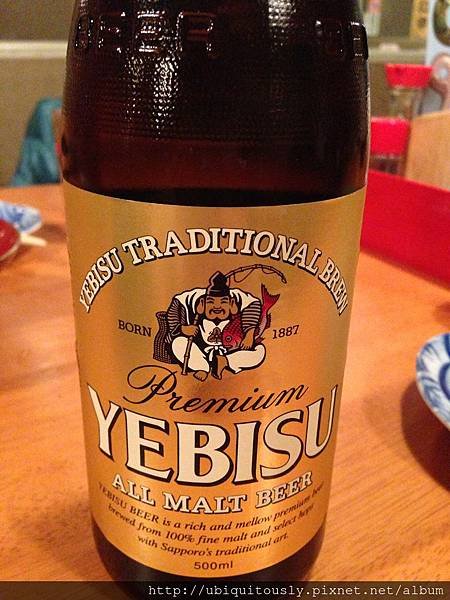 YEBISU TRADITIONAL BREW
BORN 1887
Premium
YEBISU
ALL MALT BEER
YEBISU BEER is a rich and mellow premium beer
brewed from 100% fine malt and select hops
with Sapporo's traditional art.
500ml
http://ubiquitously.pixnet.net/album